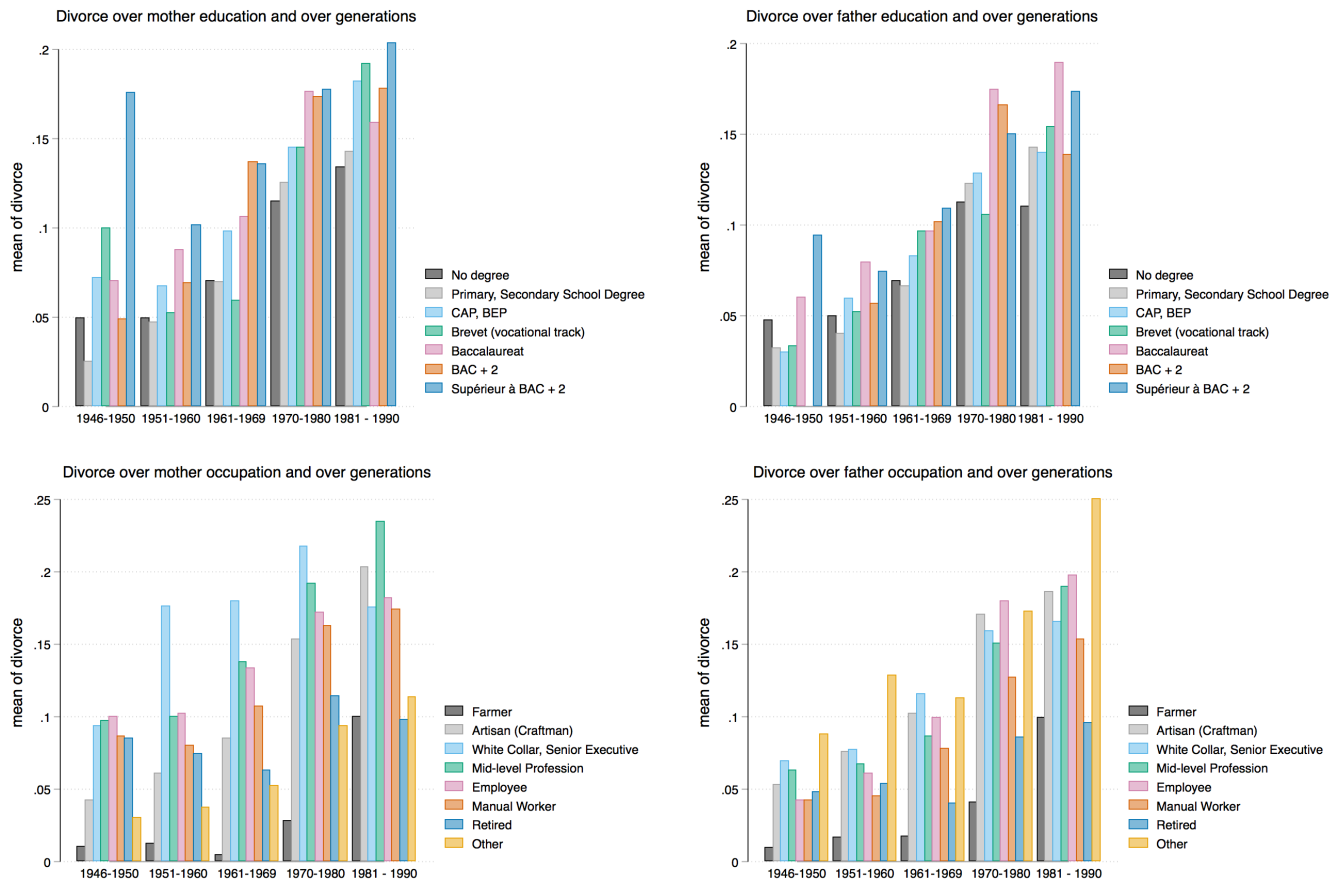 Divorce over mother education and over generations
.2
.15
.1
.05
0
mean of divorce
1946-1950 1951-1960 1961-1969 1970-1980 1981 - 1990
No degree
Primary, Secondary School Degree
CAP, BEP
Brevet (vocational track)
Baccalaureat
BAC + 2
Supérieur à BAC + 2
Divorce over father education and over generations
.2
.15
.1
.05
0
mean of divorce
1946-1950 1951-1960 1961-1969 1970-1980 1981 - 1990
No degree
Primary, Secondary School Degree
CAP, BEP
Brevet (vocational track)
Baccalaureat
BAC + 2
Supérieur à BAC + 2
Divorce over mother occupation and over generations
.25
.2
.15
.1
.05
0
mean of divorce
1946-1950 1951-1960 1961-1969 1970-1980 1981 - 1990
Farmer
Artisan (Craftman)
White Collar, Senior Executive
Mid-level Profession
Employee
Manual Worker
Retired
Other
Divorce over father occupation and over generations
.25
.2
.15
.1
.05
0
mean of divorce
1946-1950 1951-1960 1961-1969 1970-1980 1981 - 1990
Farmer
Artisan (Craftman)
White Collar, Senior Executive
Mid-level Profession
Employee
Manual Worker
Retired
Other